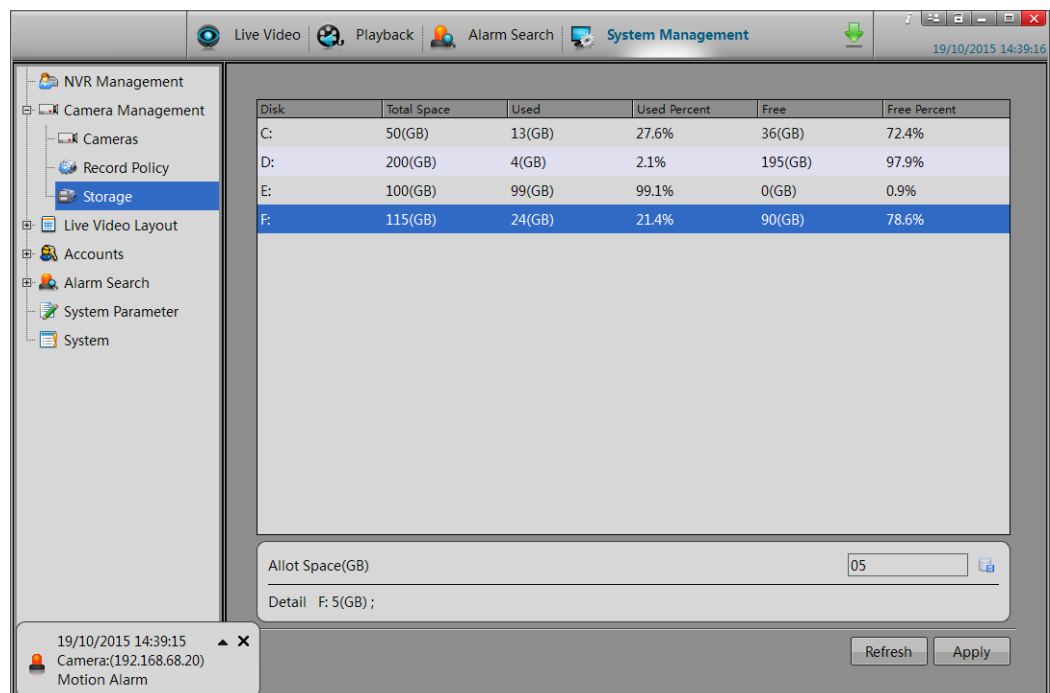 Live Video Playback Alarm Search System Management
19/10/2015 14:39:16
NVR Management
Camera Management
Cameras
Record Policy
Storage
Live Video Layout
Accounts
Alarm Search
System Parameter
System
Disk Total Space Used Used Percent Free Free Percent
C: 50(GB) 13(GB) 27.6% 36(GB) 72.4%
D: 200(GB) 4(GB) 2.1% 195(GB) 97.9%
E: 100(GB) 99(GB) 99.1% 0(GB) 0.9%
F: 115(GB) 24(GB) 21.4% 90(GB) 78.6%
Allot Space(GB) 05
Detail F: 5(GB) ;
19/10/2015 14:39:15
Camera:(192.168.68.20)
Motion Alarm
Refresh Apply